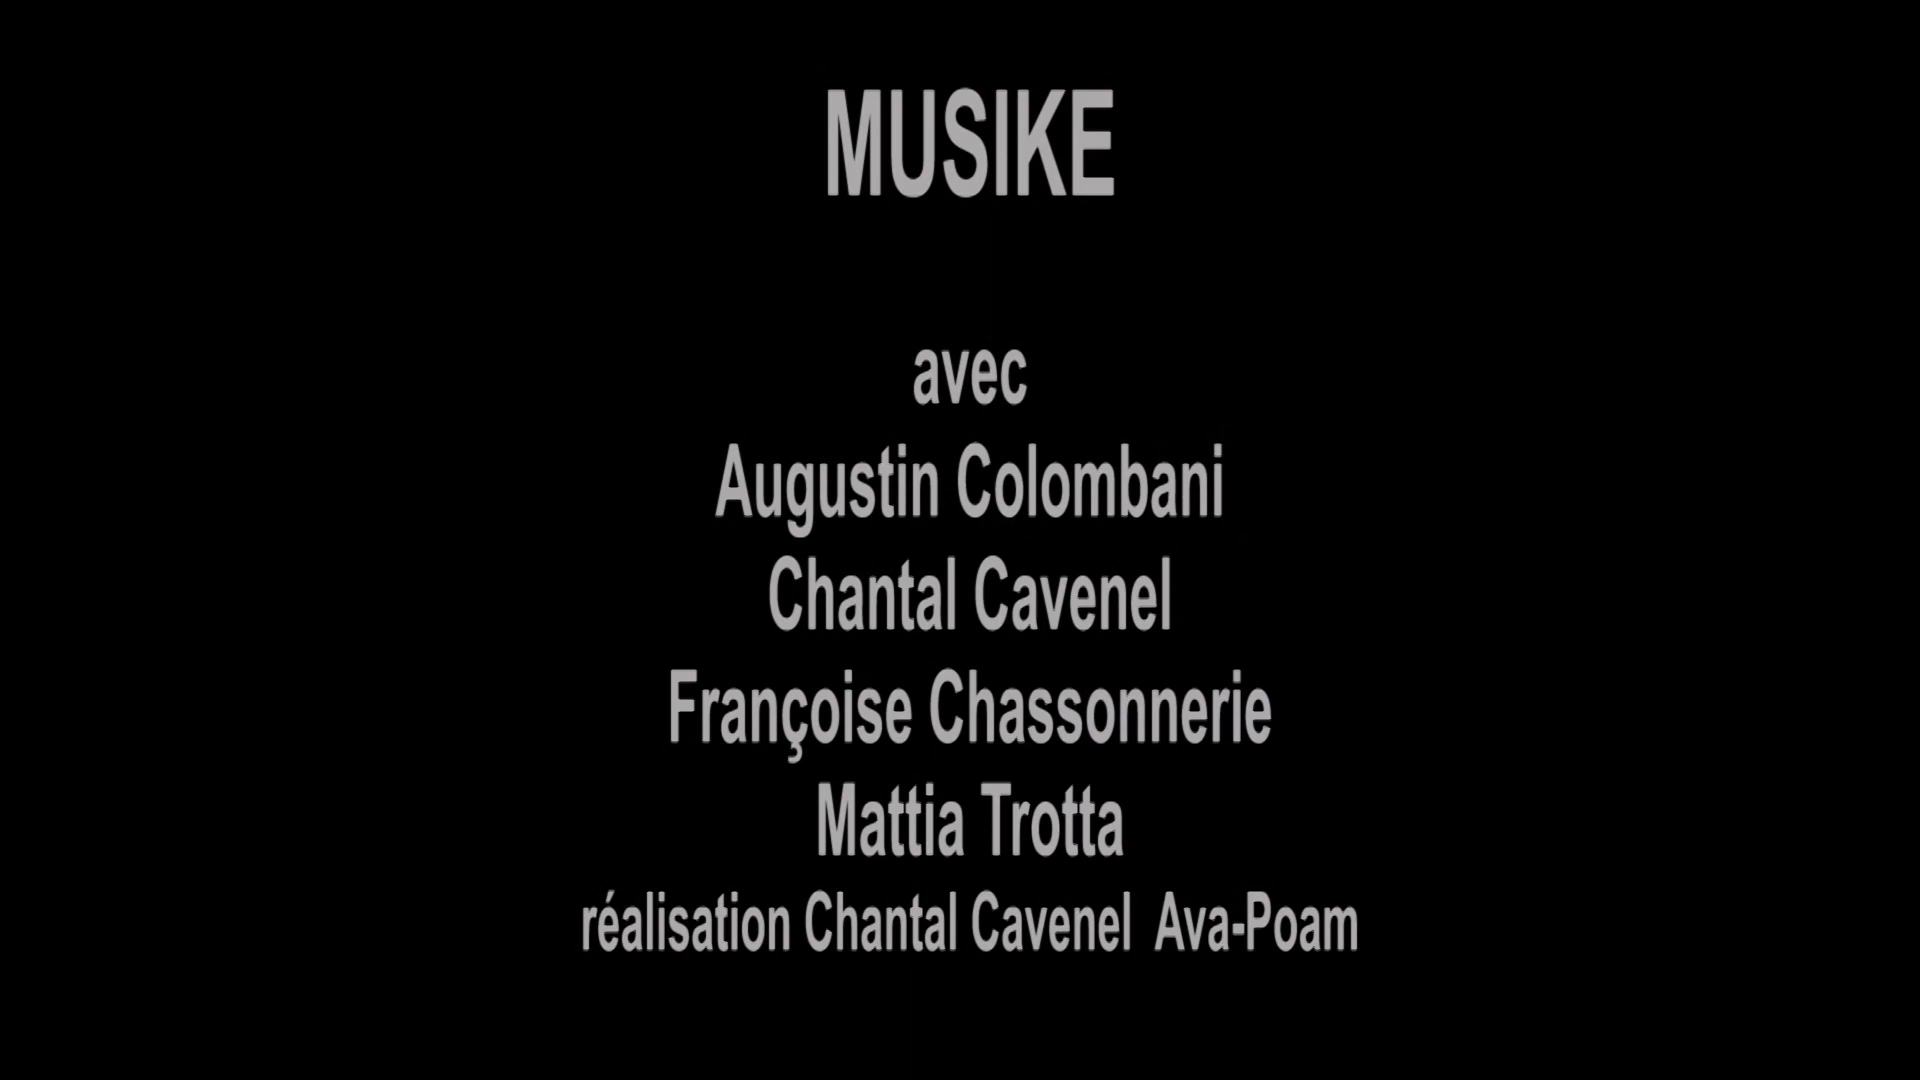 MUSIKE
avec
Augustin Colombani
Chantal Cavenel
Françoise Chassonnerie
Mattia Trotta
réalisation Chantal Cavenel  Ava-Poam